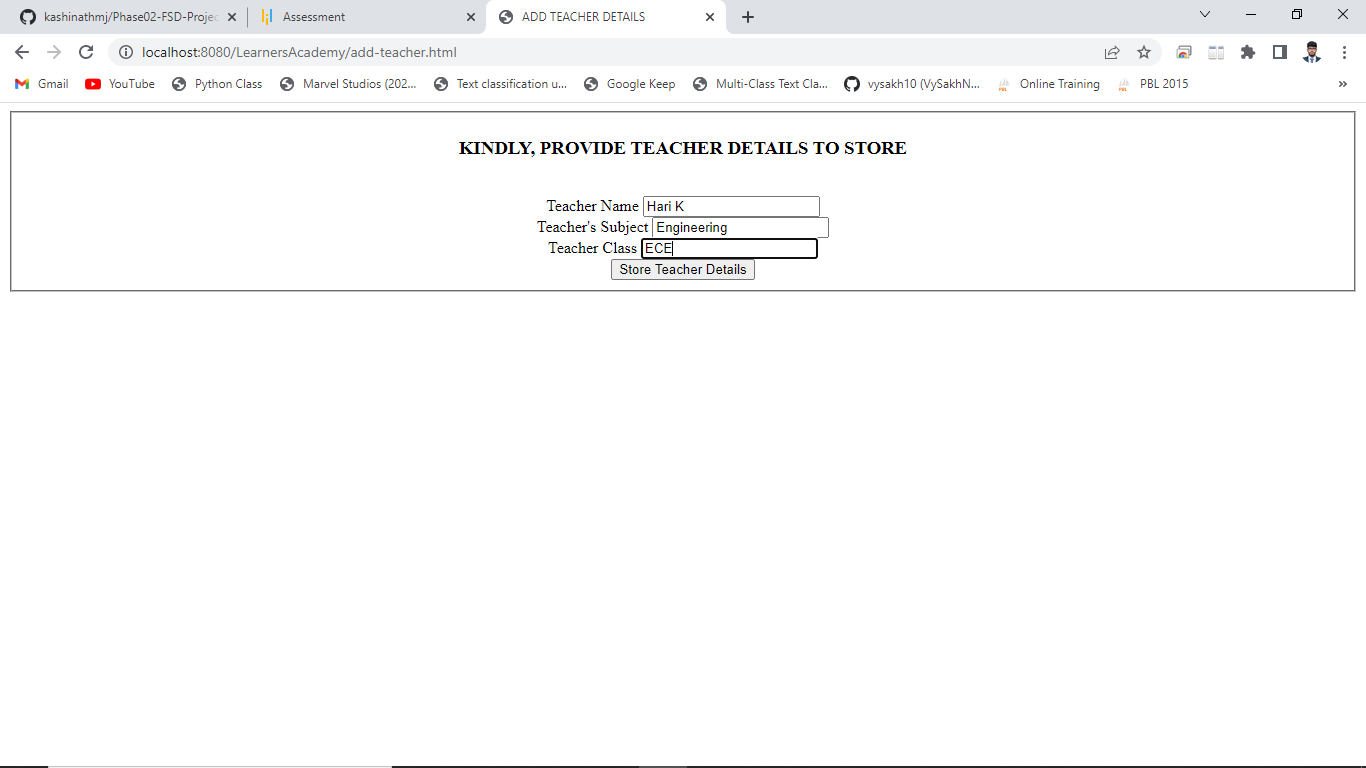 kashinathmj/Phase02-FSD-Projec
Assessment
ADD TEACHER DETAILS
localhost:8080/LearnersAcademy/add-teacher.html
Gmail YouTube Python Class Marvel Studios (202... Text classification u... Google Keep Multi-Class Text Cla... vysakh10 (VySakhN... Online Training PBL 2015 »
KINDLY, PROVIDE TEACHER DETAILS TO STORE
Teacher Name Hari K
Teacher's Subject Engineering
Teacher Class ECE
Store Teacher Details